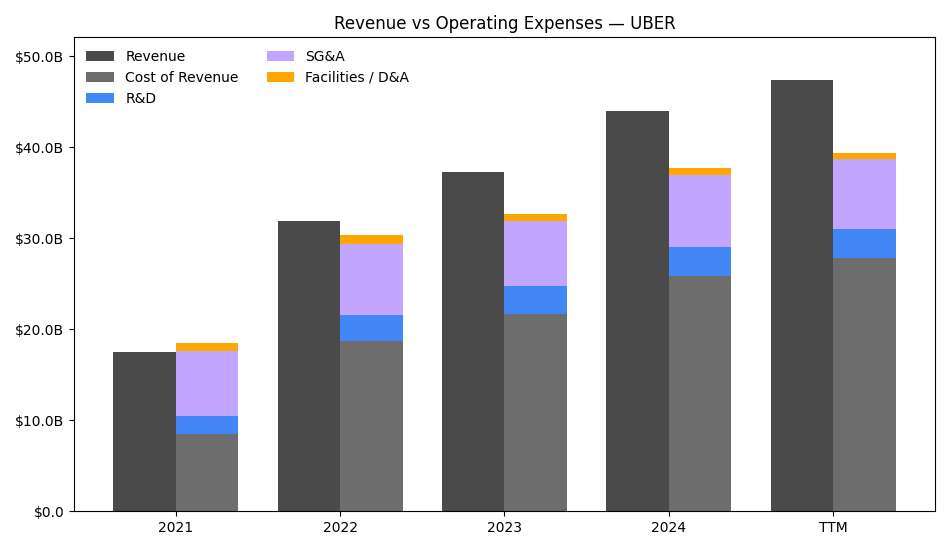 Revenue vs Operating Expenses — UBER
$50.0B
$40.0B
$30.0B
$20.0B
$10.0B
$0.0
Revenue
Cost of Revenue
R&D
SG&A
Facilities / D&A
2021
2022
2023
2024
TTM